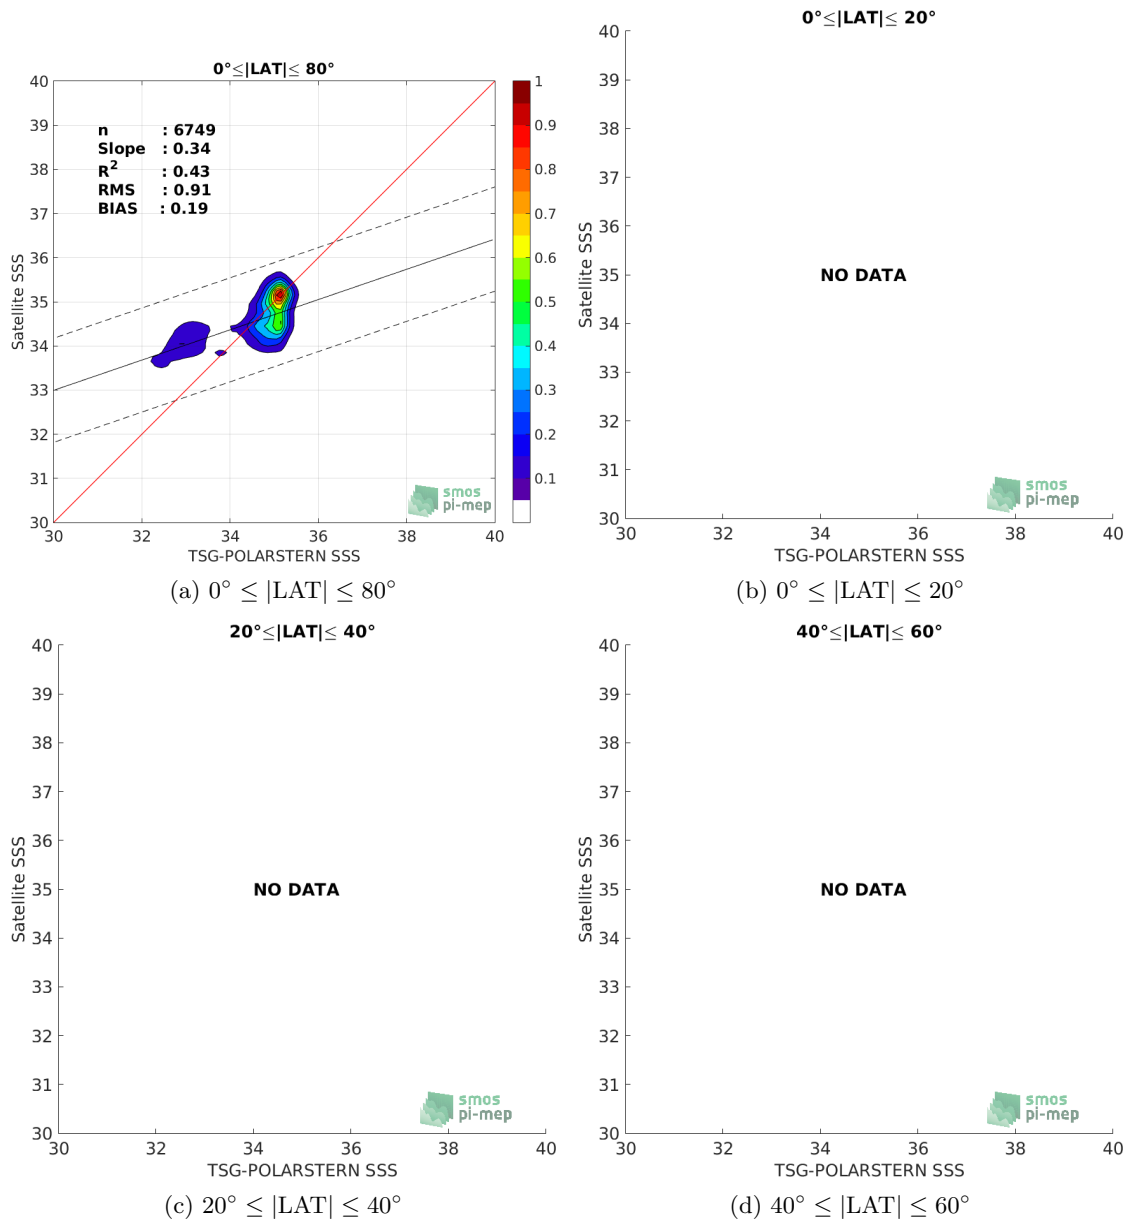 0°≤|LAT|≤ 80°
40
39
38
37
36
35
34
33
32
31
30
n : 6749
Slope : 0.34
R2 : 0.43
RMS : 0.91
BIAS : 0.19
Satellite SSS
30 32 34 36 38 40
TSG-POLARSTERN SSS
1
0.9
0.8
0.7
0.6
0.5
0.4
0.3
0.2
0.1
smos
pi-mep
(a) 0° ≤ |LAT| ≤ 80°
0°≤|LAT|≤ 20°
40
39
38
37
36
35
34
33
32
31
30
Satellite SSS
NO DATA
smos
pi-mep
30 32 34 36 38 40
TSG-POLARSTERN SSS
(b) 0° ≤ |LAT| ≤ 20°
20°≤|LAT|≤ 40°
40
39
38
37
36
35
34
33
32
31
30
Satellite SSS
NO DATA
smos
pi-mep
30 32 34 36 38 40
TSG-POLARSTERN SSS
(c) 20° ≤ |LAT| ≤ 40°
40°≤|LAT|≤ 60°
40
39
38
37
36
35
34
33
32
31
30
Satellite SSS
NO DATA
smos
pi-mep
30 32 34 36 38 40
TSG-POLARSTERN SSS
(d) 40° ≤ |LAT| ≤ 60°